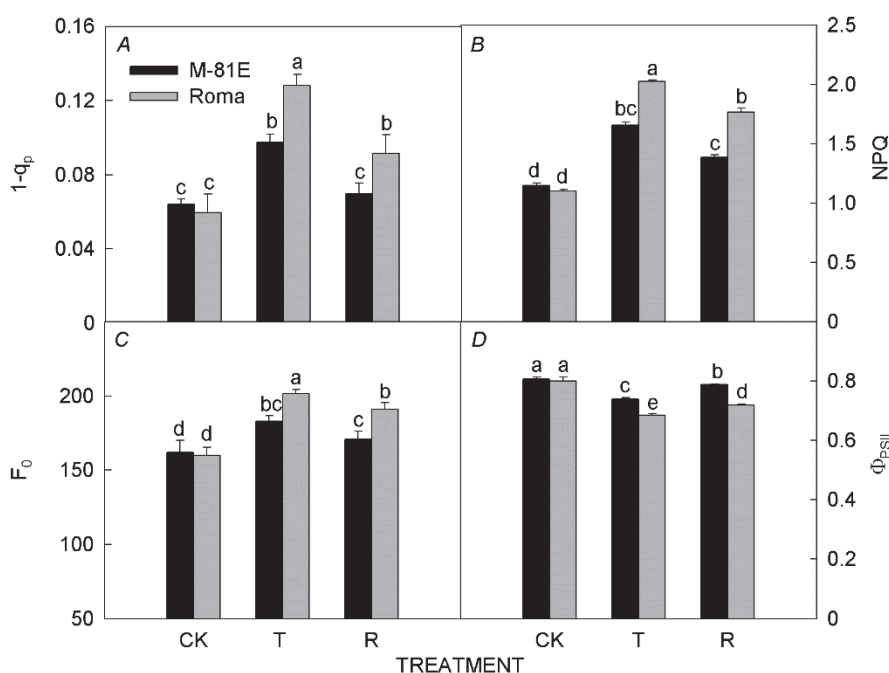 A
M-81E
Roma
0.16
0.12
0.08
0.04
0
1-qp
c c b a c b
B
2.5
2.0
1.5
1.0
0.5
0
NPQ
d d bc a c b
C
200
150
100
50
F0
d d bc a c b
D
0.8
0.6
0.4
0.2
0
ΦPSII
a a c e b d
CK T R CK T R
TREATMENT